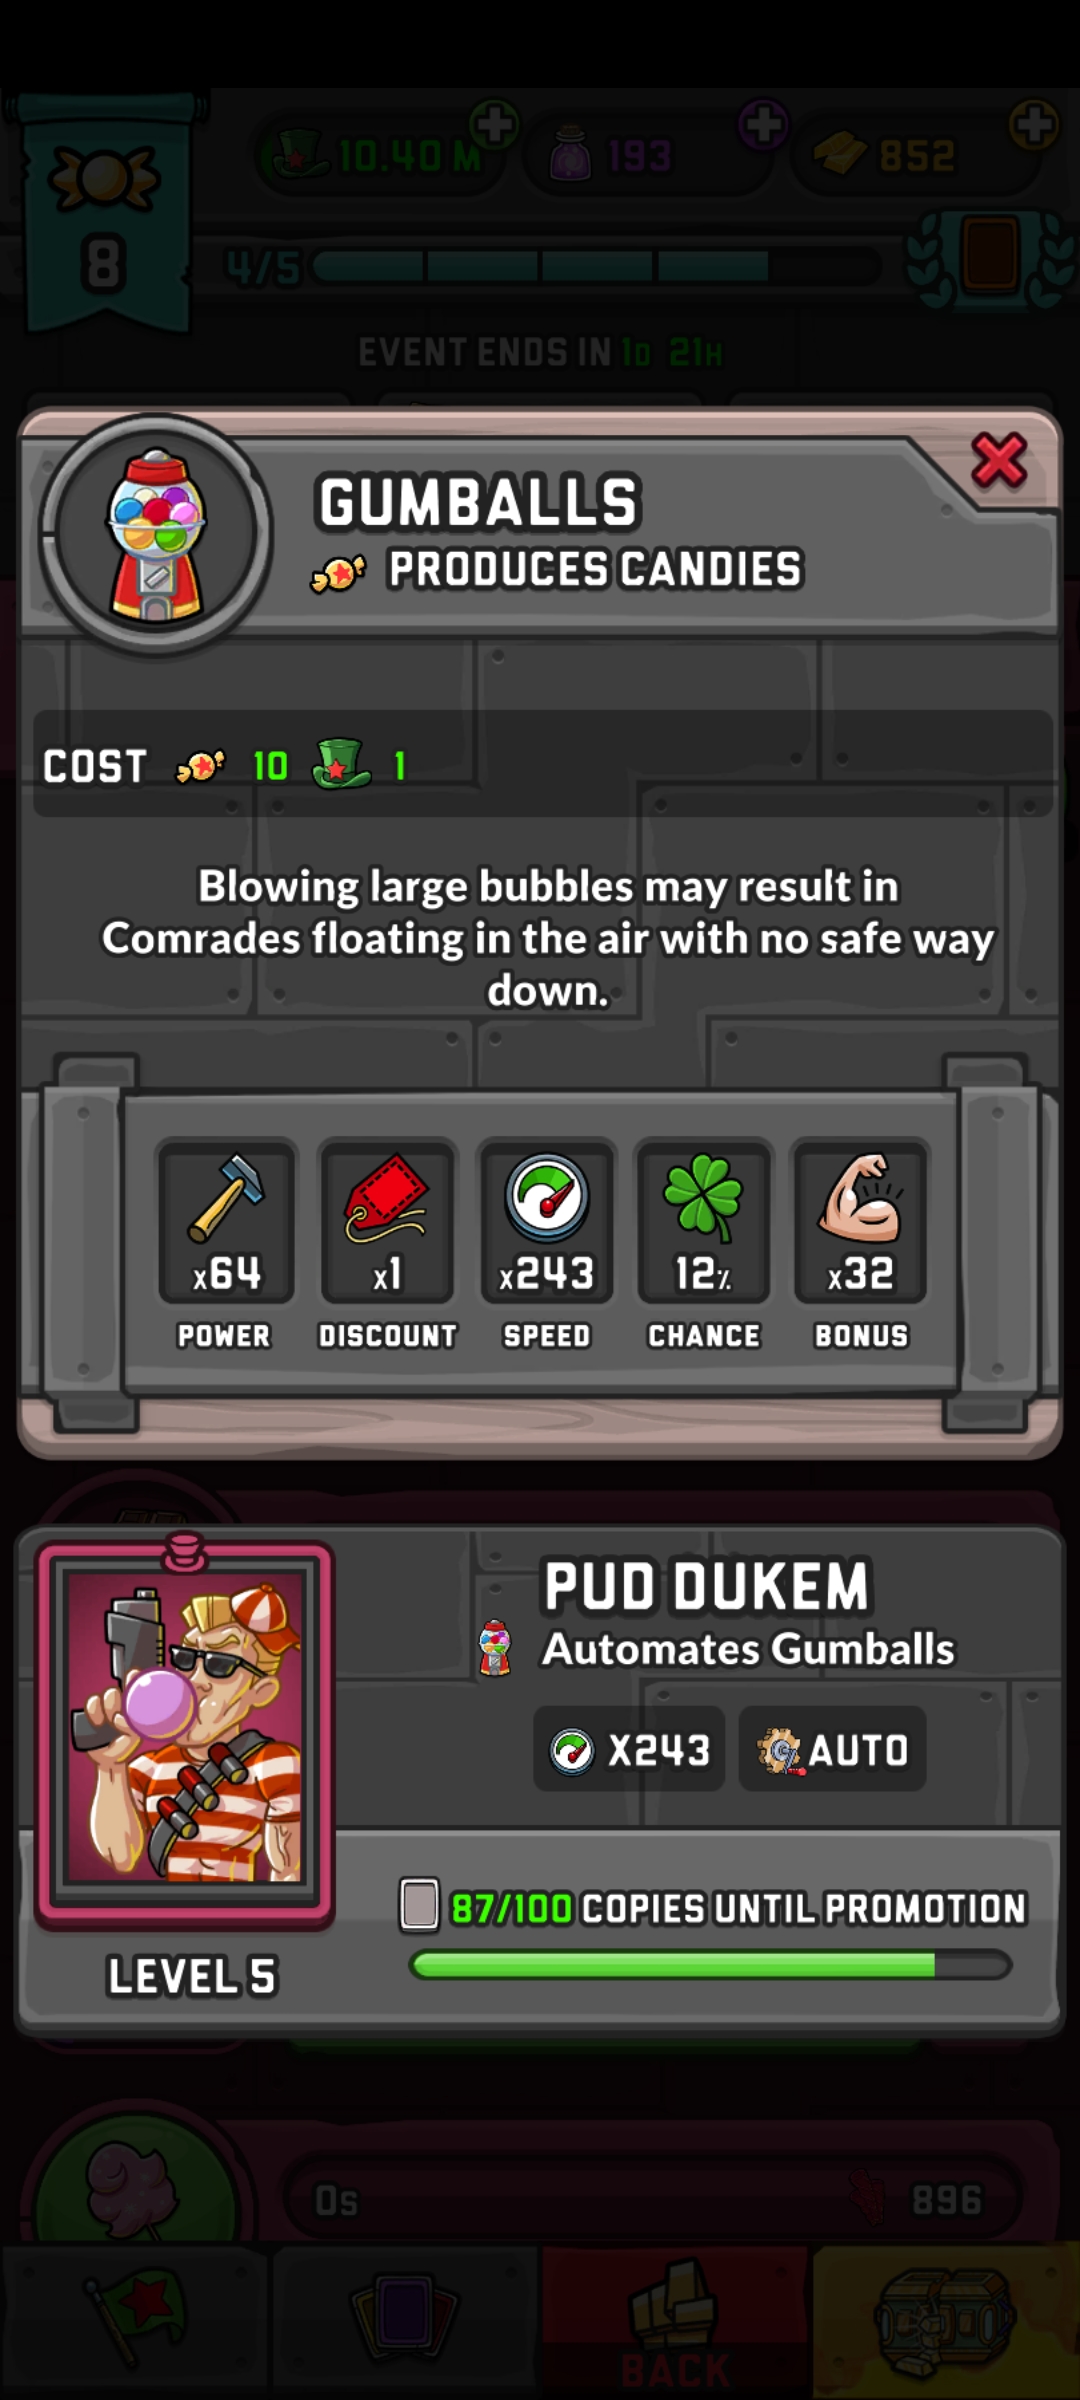 10.40 M
193
852
8
4/5
EVENT ENDS IN 1D 21H
GUMBALLS
PRODUCES CANDIES
COST 10 1
Blowing large bubbles may result in
Comrades floating in the air with no safe way
down.
x64 x1 x243 12% x32
POWER DISCOUNT SPEED CHANCE BONUS
PUD DUKEM
Automates Gumballs
X243 AUTO
87/100 COPIES UNTIL PROMOTION
LEVEL 5
0s 896
BACK